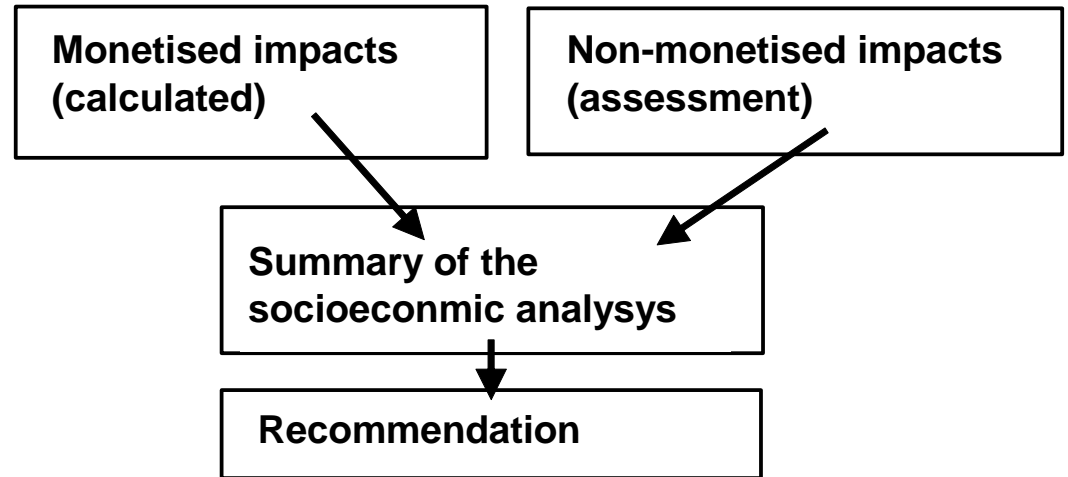 Monetised impacts
(calculated)
Non-monetised impacts
(assessment)
Summary of the
socioeconmic analysys
Recommendation